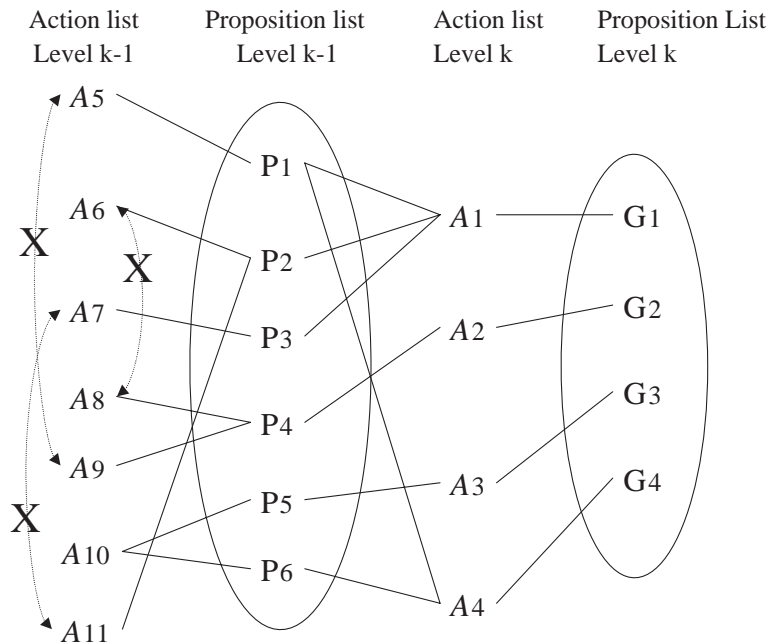 Action list Proposition list Action list Proposition List
Level k-1 Level k-1 Level k Level k
A5
P1
A6 A1 G1
X X P2
A7 P3 A2 G2
A8 P4 G3
A9 P5 A3 G4
X
A10 P6
A4
A11